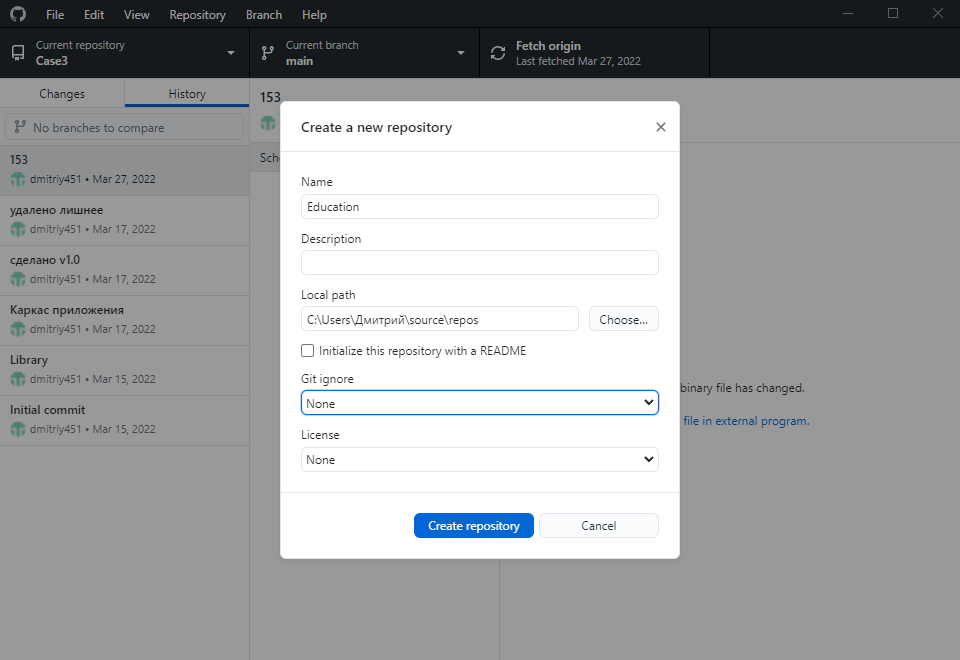 File Edit View Repository Branch Help
Current repository
Case3
Current branch
main
Fetch origin
Last fetched Mar 27, 2022
Changes
History
No branches to compare
153
dmitriy451 • Mar 27, 2022
удалено лишнее
dmitriy451 • Mar 17, 2022
сделано v1.0
dmitriy451 • Mar 17, 2022
Каркас приложения
dmitriy451 • Mar 17, 2022
Library
dmitriy451 • Mar 15, 2022
Initial commit
dmitriy451 • Mar 15, 2022
153
Create a new repository
Name
Education
Description
Local path
C:\Users\Дмитрий\source\repos
Choose...
Initialize this repository with a README
Git ignore
None
License
None
Create repository
Cancel
binary file has changed.
file in external program.